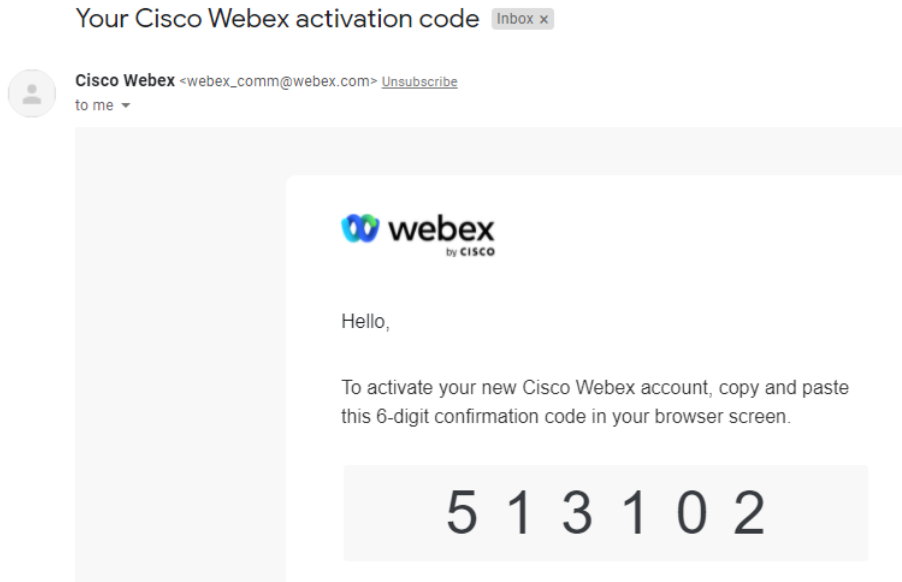 Your Cisco Webex activation code Inbox x
Cisco Webex <webex_comm@webex.com> Unsubscribe
to me
webex
by CISCO
Hello,
To activate your new Cisco Webex account, copy and paste
this 6-digit confirmation code in your browser screen.
5 1 3 1 0 2